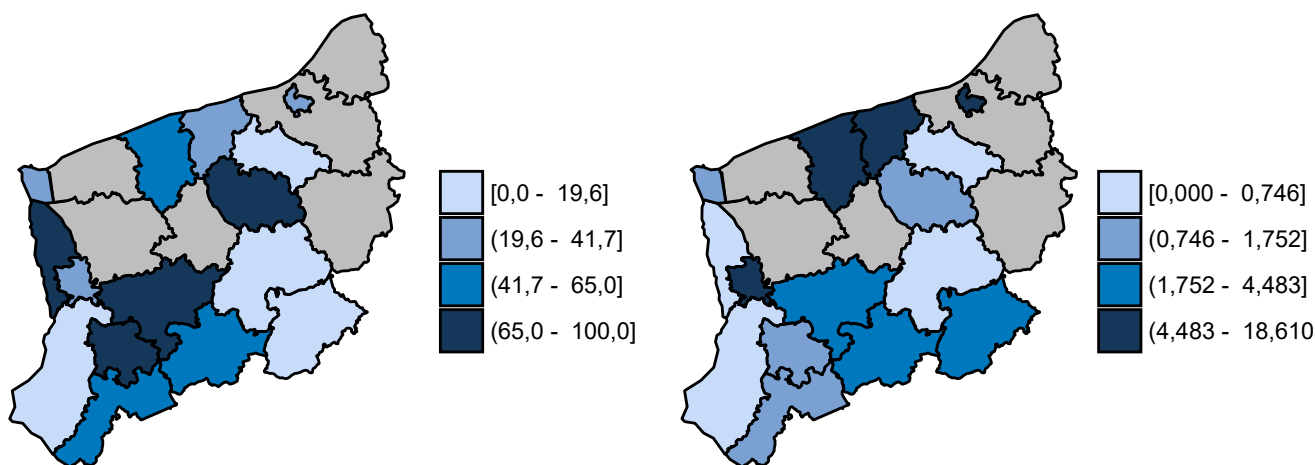 [0,0 - 19,6]
(19,6 - 41,7]
(41,7 - 65,0]
(65,0 - 100,0]
[0,000 - 0,746]
(0,746 - 1,752]
(1,752 - 4,483]
(4,483 - 18,610